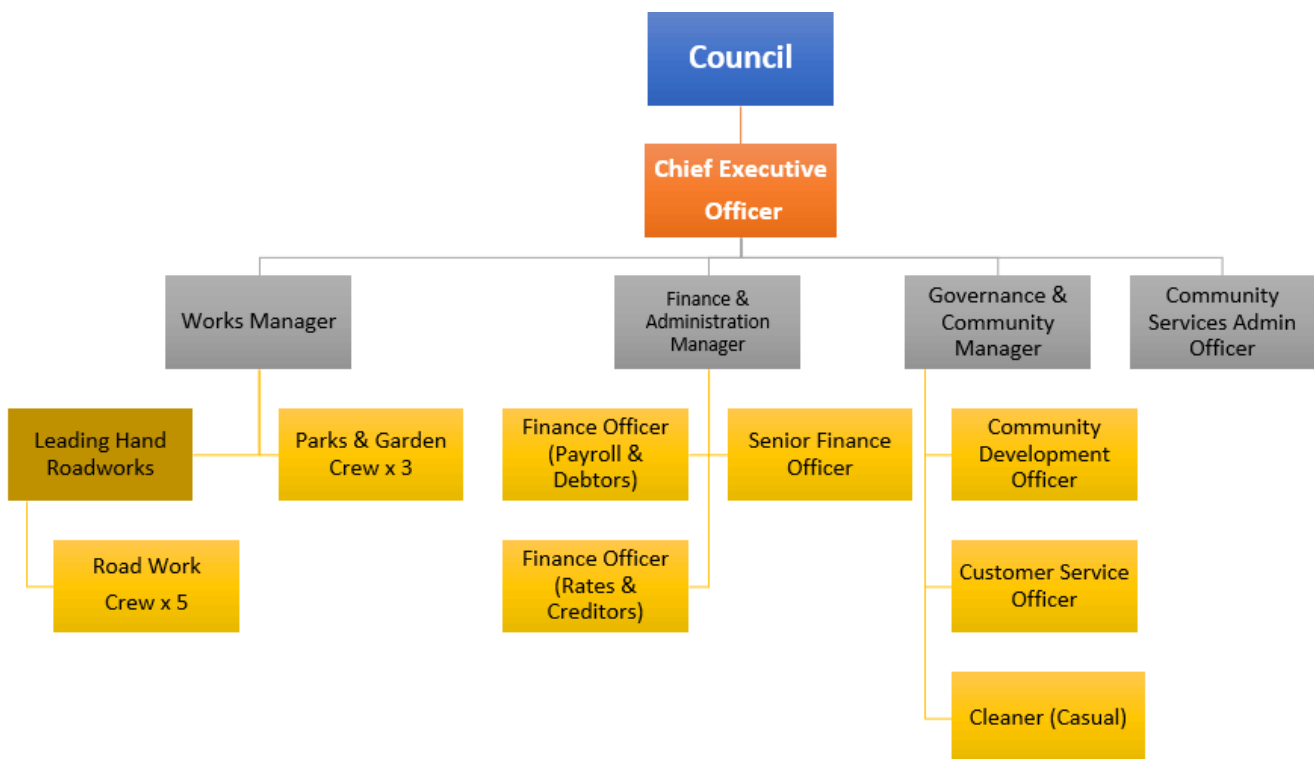 Council
Chief Executive
Officer
Works Manager
Finance &
Administration
Manager
Governance &
Community
Manager
Community
Services Admin
Officer
Leading Hand
Roadworks
Parks & Garden
Crew x 3
Finance Officer
(Payroll &
Debtors)
Senior Finance
Officer
Community
Development
Officer
Road Work
Crew x 5
Finance Officer
(Rates &
Creditors)
Customer Service
Officer
Cleaner (Casual)